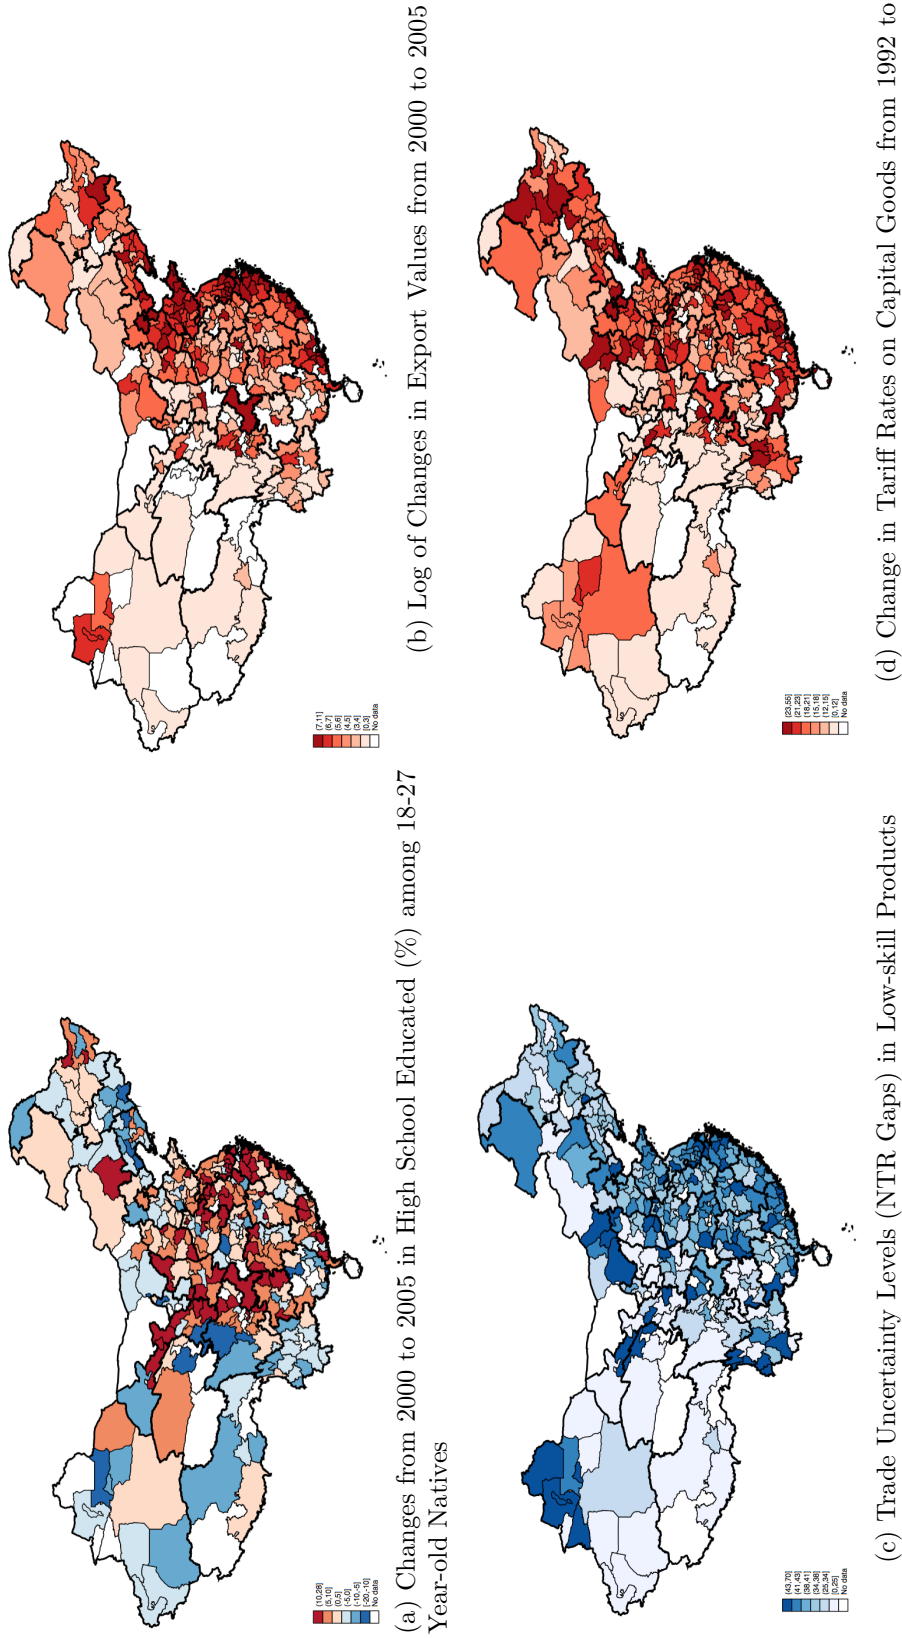 (10,28]
(5,10]
(0,5]
(-5,0]
(-10,-5]
[-20,-10]
No data
(a) Changes from 2000 to 2005 in High School Educated (%) among 18-27
Year-old Natives
(7,11]
(6,7]
(5,6]
(4,5]
(3,4]
[0,3]
No data
(b) Log of Changes in Export Values from 2000 to 2005
(43,70]
(41,43]
(38,41]
(34,38]
(25,34]
[0,25]
No data
(c) Trade Uncertainty Levels (NTR Gaps) in Low-skill Products
(23,55]
(21,23]
(18,21]
(15,18]
(12,15]
[0,12]
No data
(d) Change in Tariff Rates on Capital Goods from 1992 to